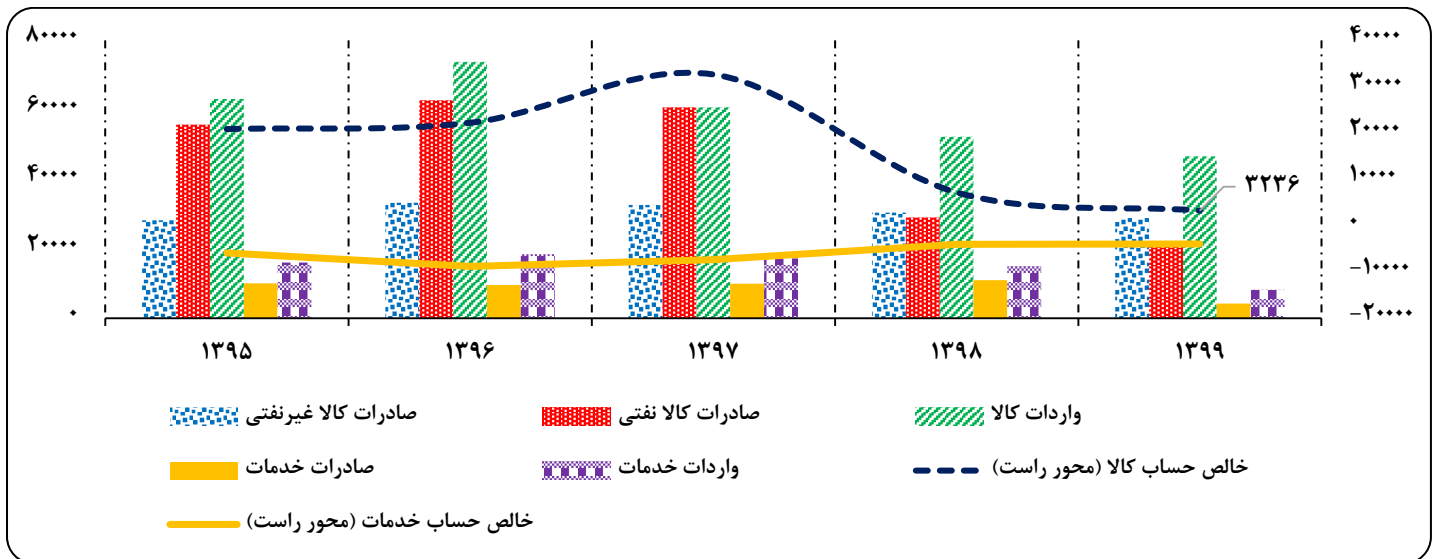 ۸۰۰۰۰
۶۰۰۰۰
۴۰۰۰۰
۲۰۰۰۰
۰
۴۰۰۰۰
۳۰۰۰۰
۲۰۰۰۰
۱۰۰۰۰
۰
-۱۰۰۰۰
-۲۰۰۰۰
۳۲۳۶
۱۳۹۵
۱۳۹۶
۱۳۹۷
۱۳۹۸
۱۳۹۹
صادرات کالا غیرنفتی
صادرات کالا نفتی
واردات کالا
صادرات خدمات
واردات خدمات
خالص حساب کالا (محور راست)
خالص حساب خدمات (محور راست)